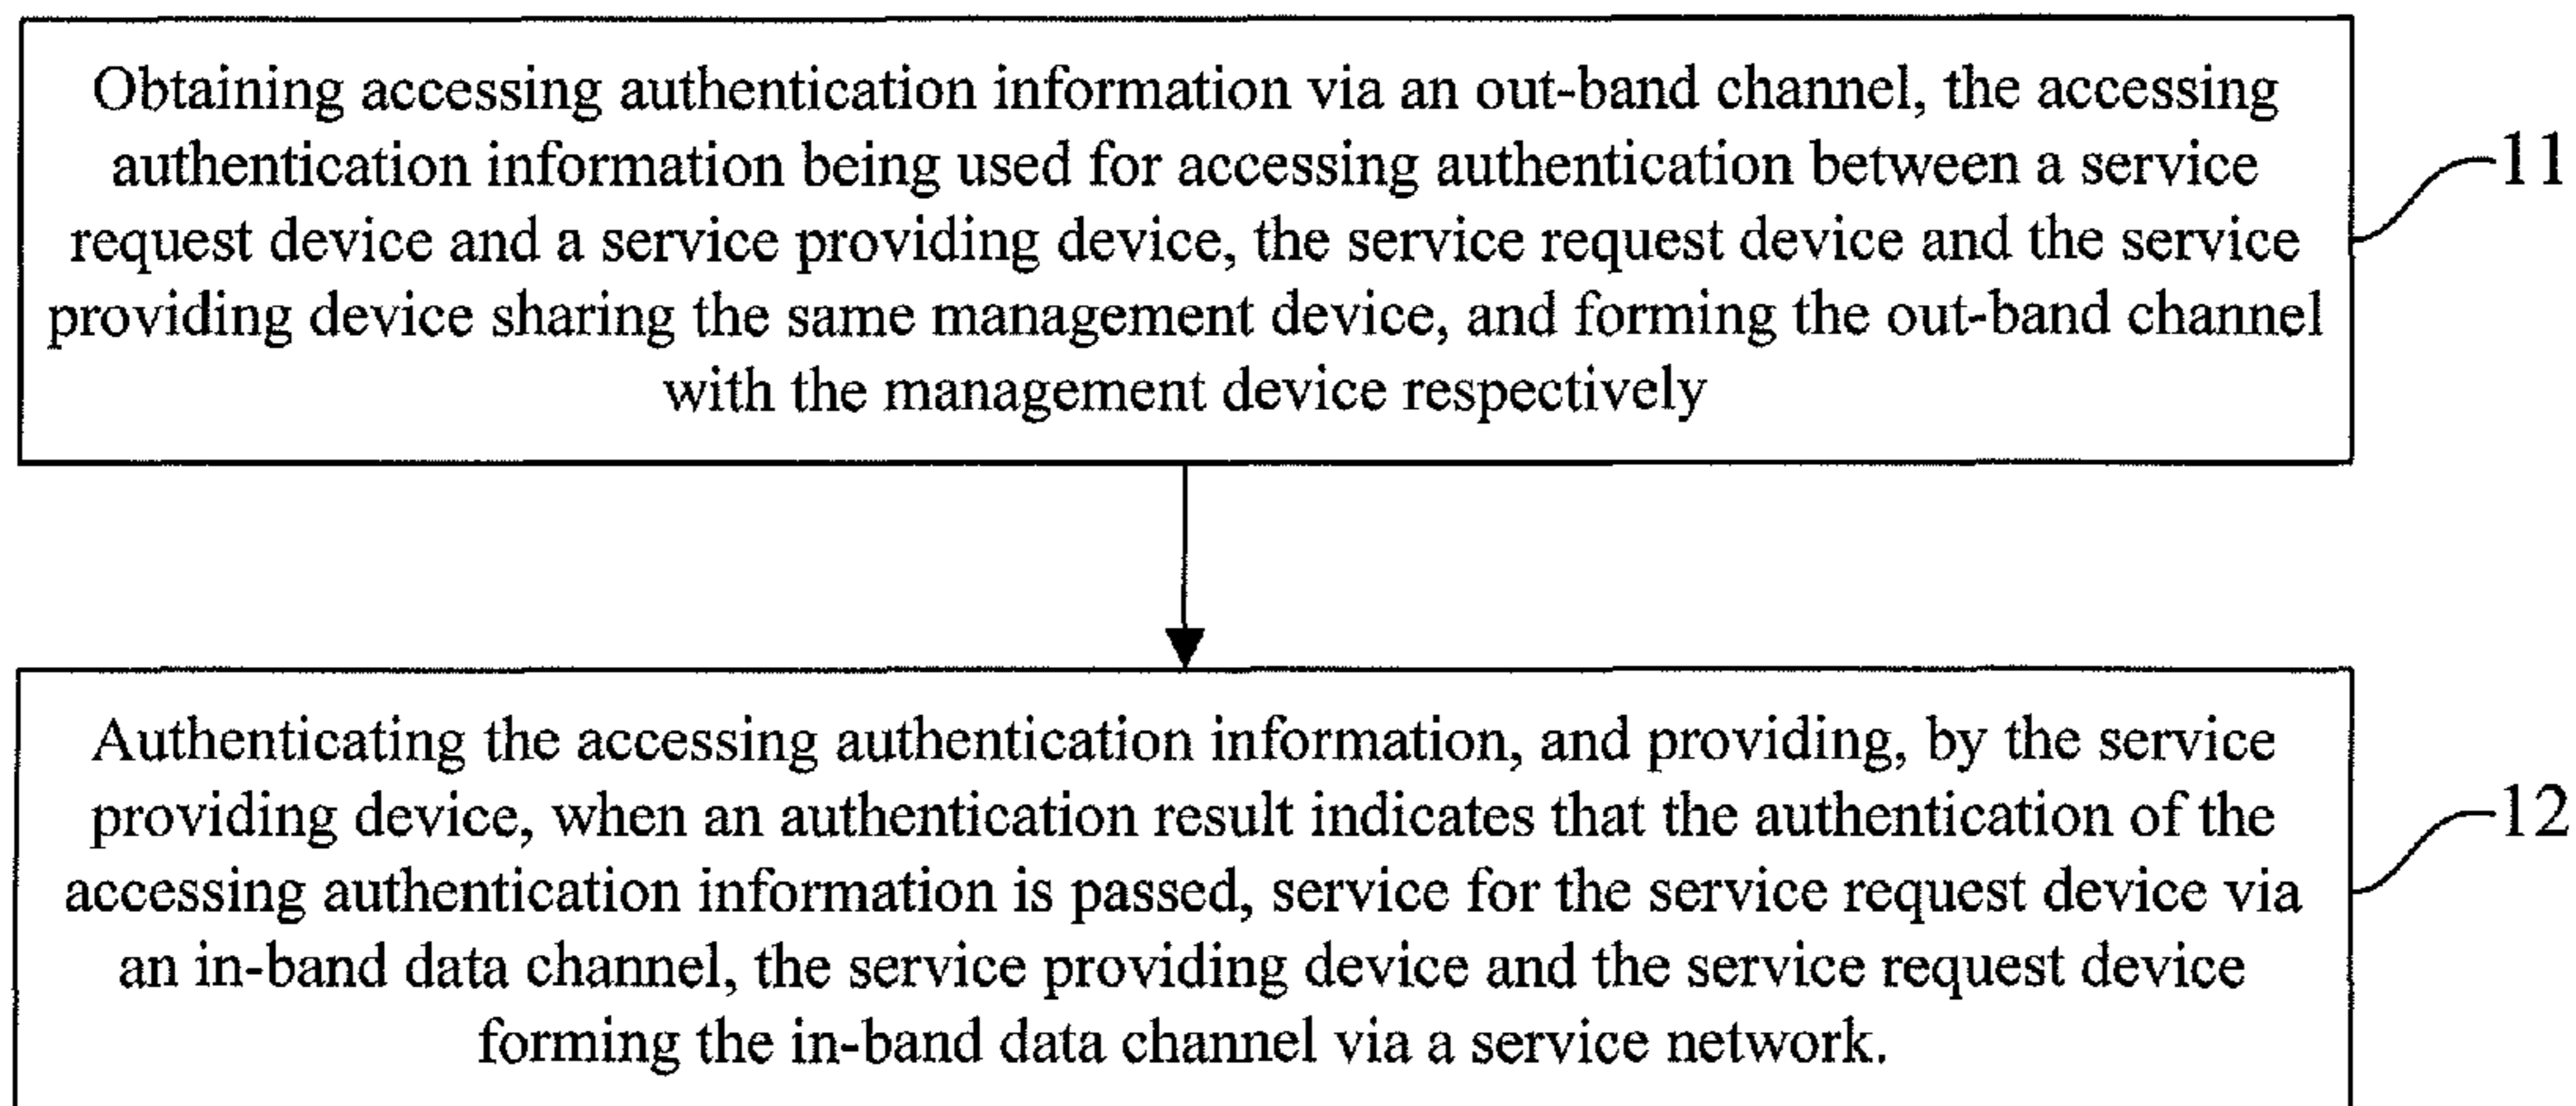 Obtaining accessing authentication information via an out-band channel, the accessing
authentication information being used for accessing authentication between a service
request device and a service providing device, the service request device and the service
providing device sharing the same management device, and forming the out-band channel
with the management device respectively
11
Authenticating the accessing authentication information, and providing, by the service
providing device, when an authentication result indicates that the authentication of the
accessing authentication information is passed, service for the service request device via
an in-band data channel, the service providing device and the service request device
forming the in-band data channel via a service network.
12